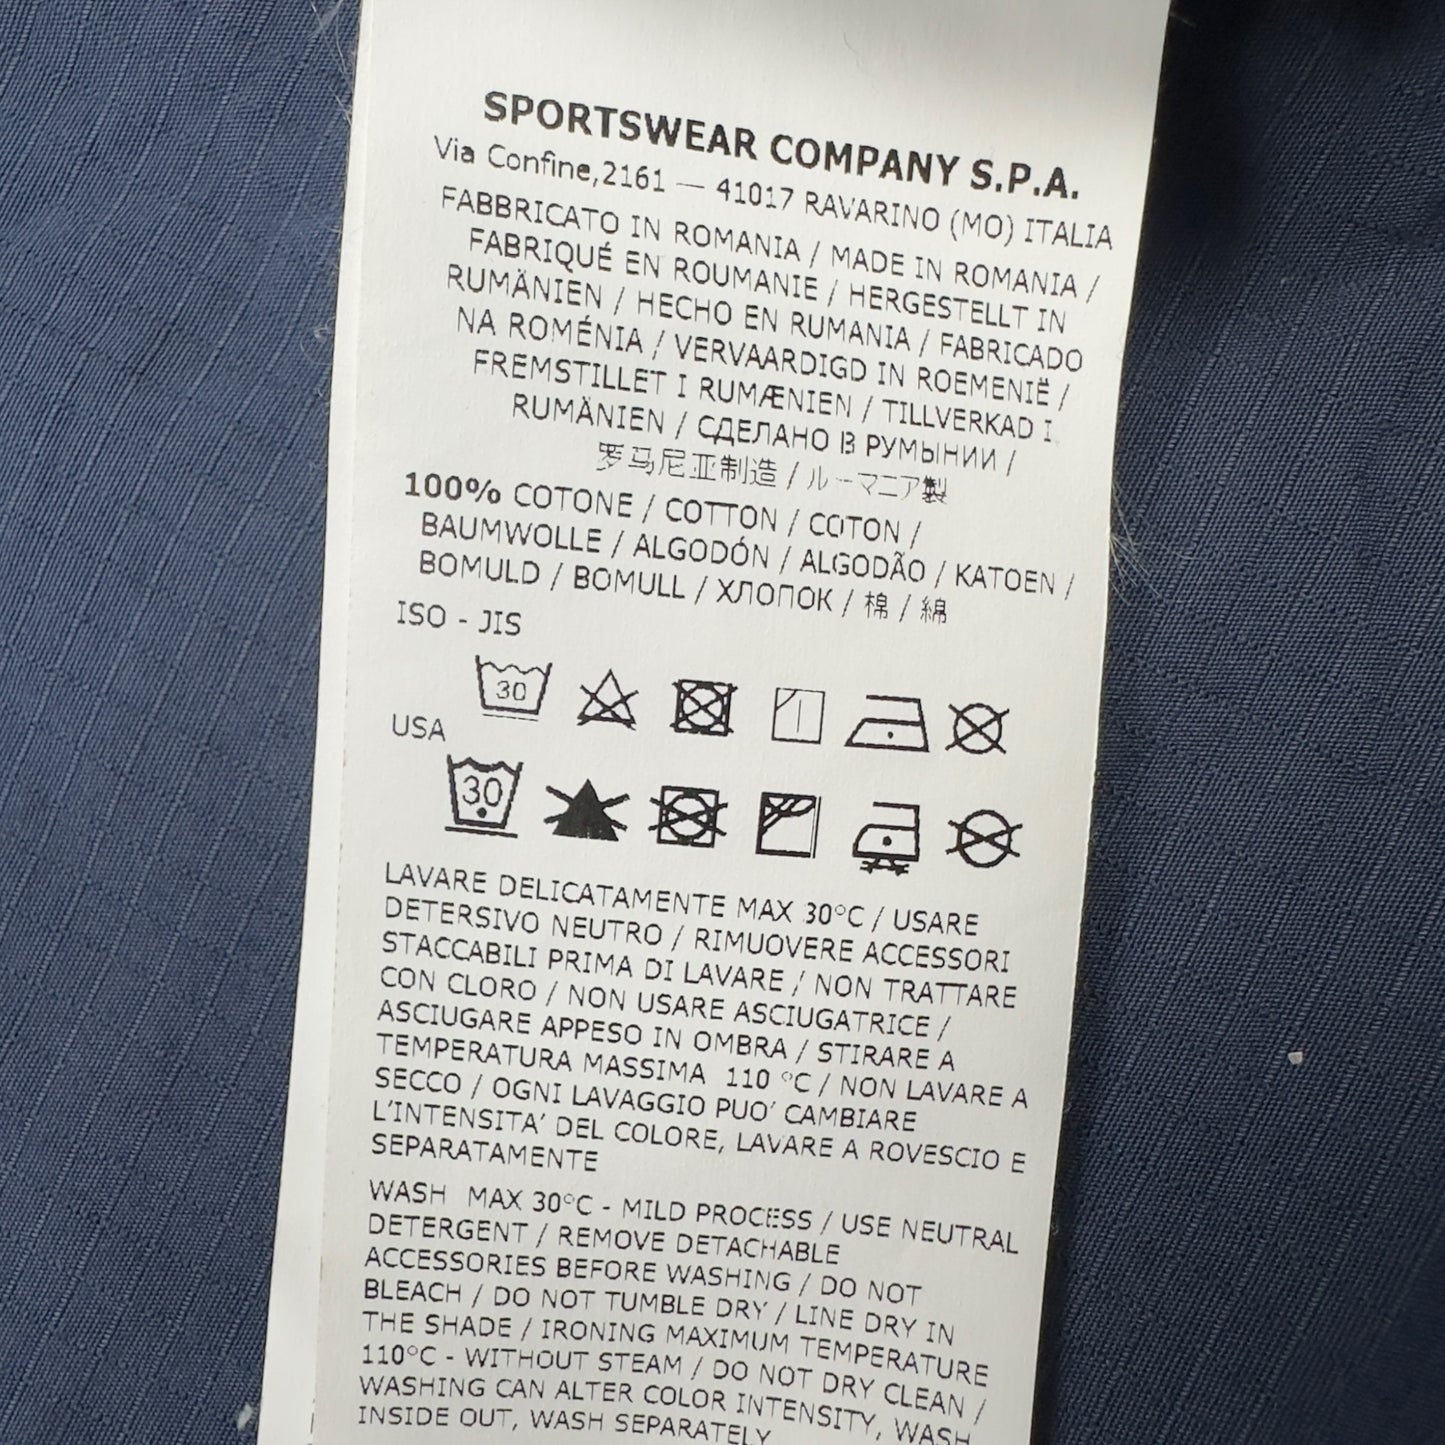 SPORTSWEAR COMPANY S.P.A.
Via Confine,2161 — 41017 RAVARINO (MO) ITALIA
FABBRICATO IN ROMANIA / MADE IN ROMANIA /
FABRIQUÉ EN ROUMANIE / HERGESTELLT IN
RUMÄNIEN / HECHO EN RUMANIA / FABRICADO
NA ROMÉNIA / VERVAARDIGD IN ROEMENIË /
FREMSTILLET I RUMÆNIEN / TILLVERKAD I
RUMÄNIEN / СДЕЛАНО В РУМЫНИИ /
罗马尼亚制造 / ルーマニア製
100% COTONE / COTTON / COTON /
BAUMWOLLE / ALGODÓN / ALGODÃO / KATOEN /
BOMULD / BOMULL / ХЛОПОК / 棉 / 綿
ISO - JIS
30
USA
30
LAVARE DELICATAMENTE MAX 30°C / USARE
DETERSIVO NEUTRO / RIMUOVERE ACCESSORI
STACCABILI PRIMA DI LAVARE / NON TRATTARE
CON CLORO / NON USARE ASCIUGATRICE /
ASCIUGARE APPESO IN OMBRA / STIRARE A
TEMPERATURA MASSIMA 110 °C / NON LAVARE A
SECCO / OGNI LAVAGGIO PUO' CAMBIARE
L'INTENSITA' DEL COLORE, LAVARE A ROVESCIO E
SEPARATAMENTE
WASH MAX 30°C - MILD PROCESS / USE NEUTRAL
DETERGENT / REMOVE DETACHABLE
ACCESSORIES BEFORE WASHING / DO NOT
BLEACH / DO NOT TUMBLE DRY / LINE DRY IN
THE SHADE / IRONING MAXIMUM TEMPERATURE
110°C - WITHOUT STEAM / DO NOT DRY CLEAN /
WASHING CAN ALTER COLOR INTENSITY, WASH
INSIDE OUT, WASH SEPARATELY